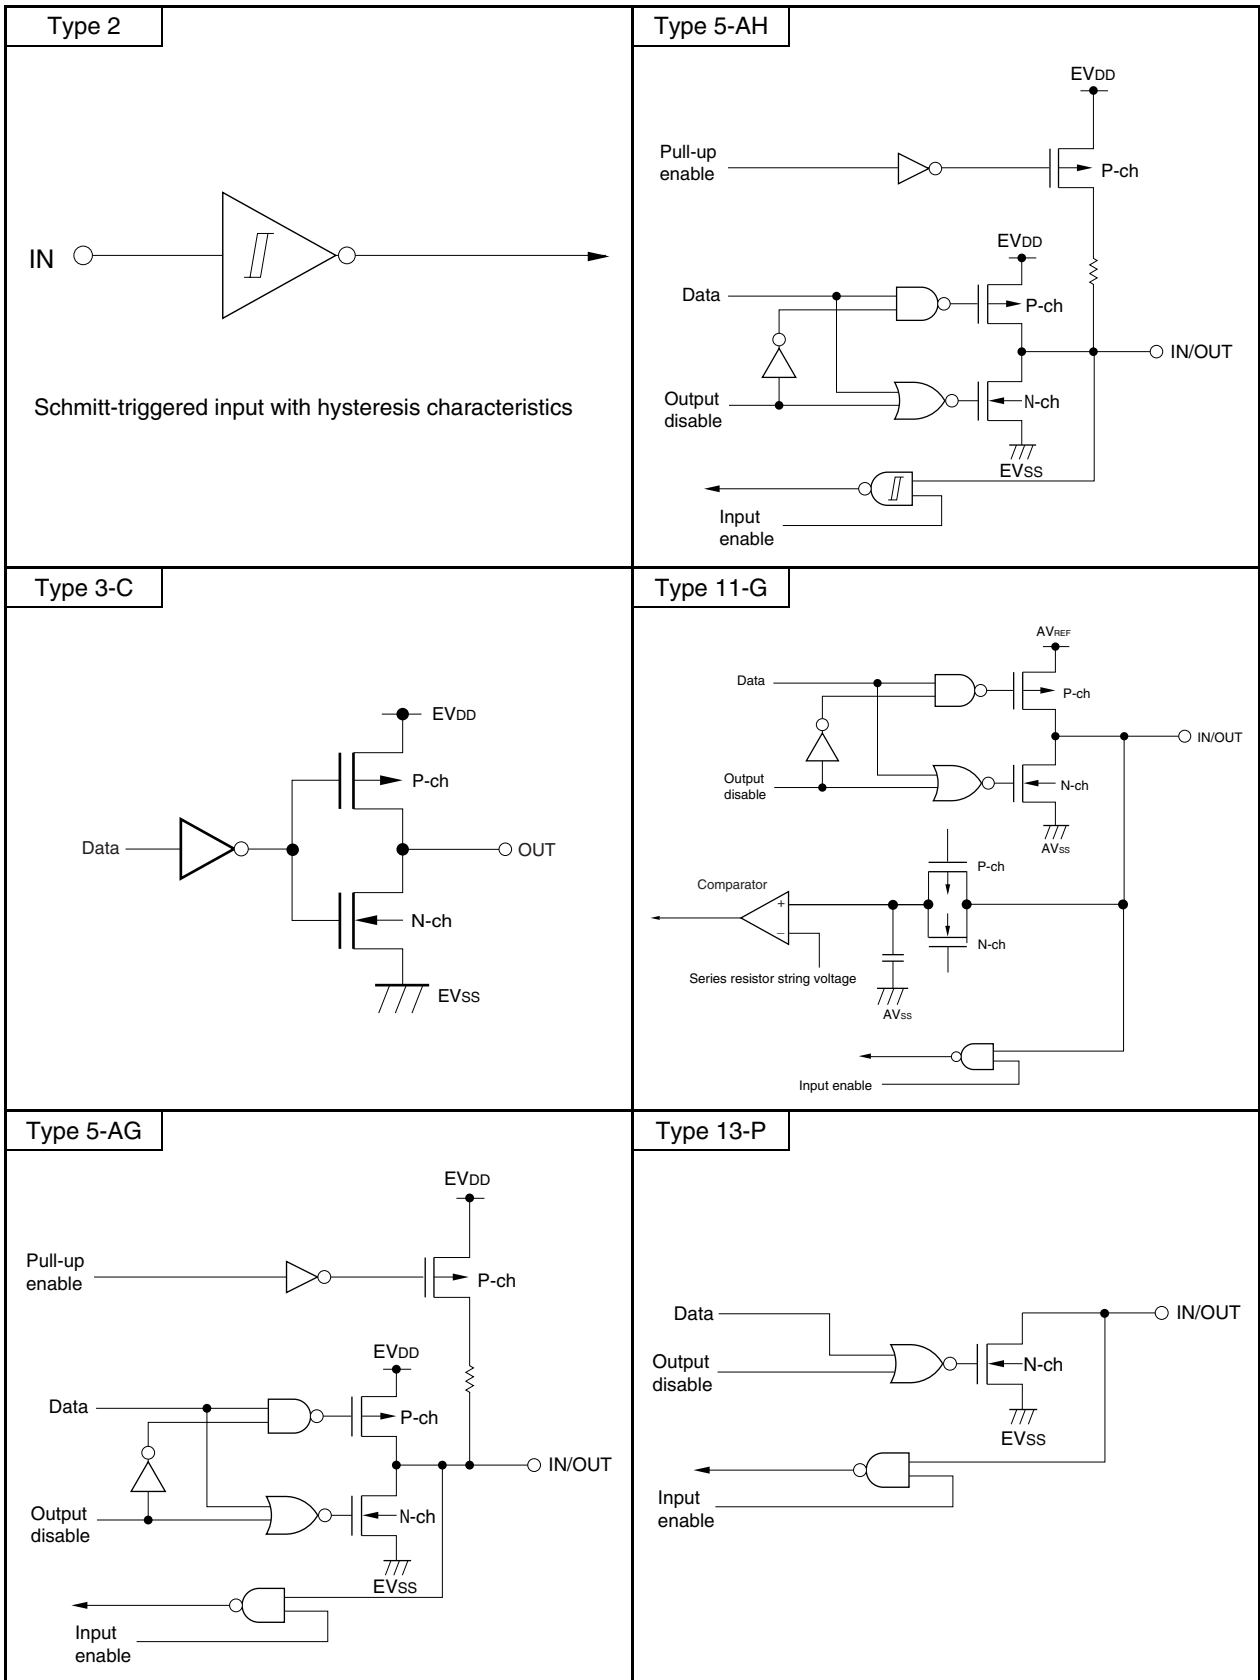 Type 2
IN
Schmitt-triggered input with hysteresis characteristics
Type 5-AH
EVDD
Pull-up
enable
P-ch
EVDD
Data
P-ch
IN/OUT
Output
disable
N-ch
EVSS
Input
enable
Type 3-C
EVDD
P-ch
Data
OUT
N-ch
EVSS
Type 11-G
AVREF
Data
P-ch
IN/OUT
Output
disable
N-ch
AVSS
P-ch
Comparator
+
−
N-ch
Series resistor string voltage
AVSS
Input enable
Type 5-AG
EVDD
Pull-up
enable
P-ch
EVDD
Data
P-ch
IN/OUT
Output
disable
N-ch
EVSS
Input
enable
Type 13-P
Data
IN/OUT
Output
disable
N-ch
EVSS
Input
enable